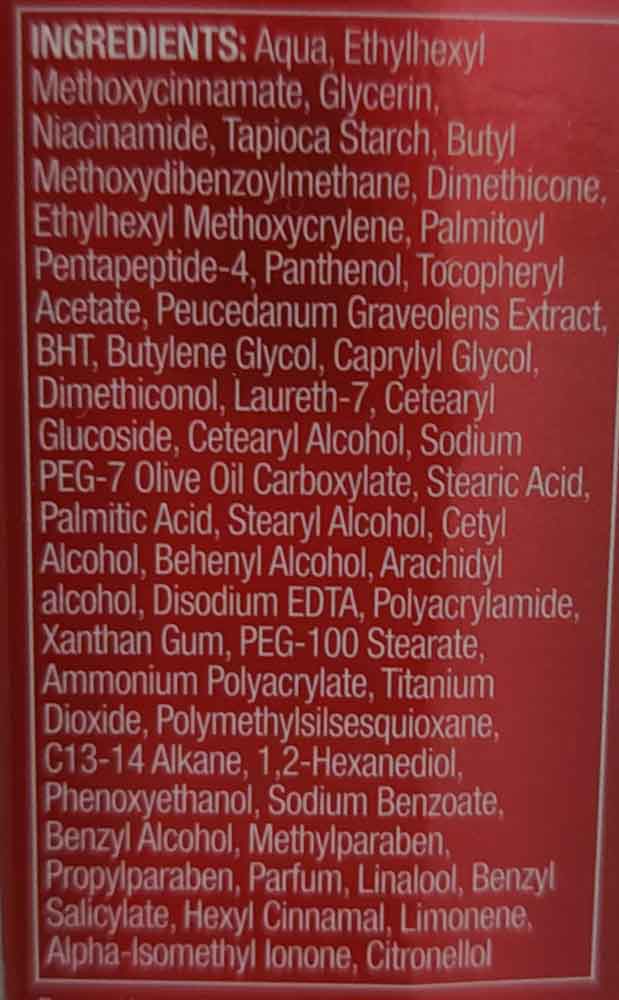 INGREDIENTS: Aqua, Ethylhexyl
Methoxycinnamate, Glycerin,
Niacinamide, Tapioca Starch, Butyl
Methoxydibenzoylmethane, Dimethicone,
Ethylhexyl Methoxycrylene, Palmitoyl
Pentapeptide-4, Panthenol, Tocopheryl
Acetate, Peucedanum Graveolens Extract,
BHT, Butylene Glycol, Caprylyl Glycol,
Dimethiconol, Laureth-7, Cetearyl
Glucoside, Cetearyl Alcohol, Sodium
PEG-7 Olive Oil Carboxylate, Stearic Acid,
Palmitic Acid, Stearyl Alcohol, Cetyl
Alcohol, Behenyl Alcohol, Arachidyl
alcohol, Disodium EDTA, Polyacrylamide,
Xanthan Gum, PEG-100 Stearate,
Ammonium Polyacrylate, Titanium
Dioxide, Polymethylsilsesquioxane,
C13-14 Alkane, 1,2-Hexanediol,
Phenoxyethanol, Sodium Benzoate,
Benzyl Alcohol, Methylparaben,
Propylparaben, Parfum, Linalool, Benzyl
Salicylate, Hexyl Cinnamal, Limonene,
Alpha-Isomethyl Ionone, Citronellol